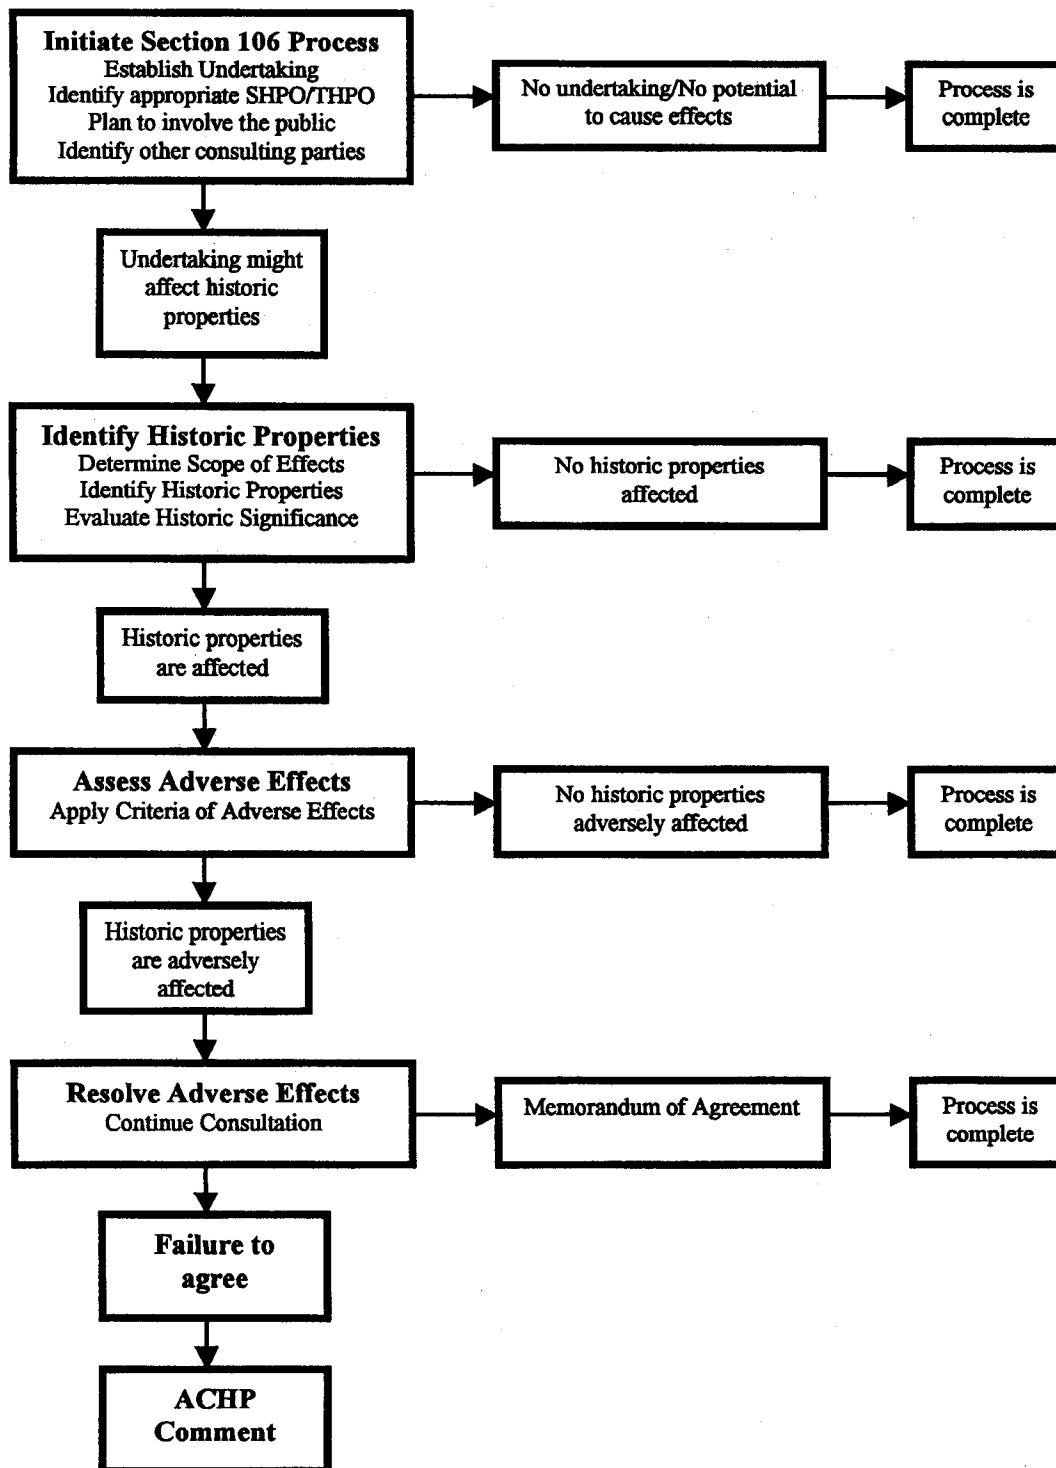 Initiate Section 106 Process
Establish Undertaking
Identify appropriate SHPO/THPO
Plan to involve the public
Identify other consulting parties
No undertaking/No potential
to cause effects
Process is
complete
Undertaking might
affect historic
properties
Identify Historic Properties
Determine Scope of Effects
Identify Historic Properties
Evaluate Historic Significance
No historic properties
affected
Process is
complete
Historic properties
are affected
Assess Adverse Effects
Apply Criteria of Adverse Effects
No historic properties
adversely affected
Process is
complete
Historic properties
are adversely
affected
Resolve Adverse Effects
Continue Consultation
Memorandum of Agreement
Process is
complete
Failure to
agree
ACHP
Comment